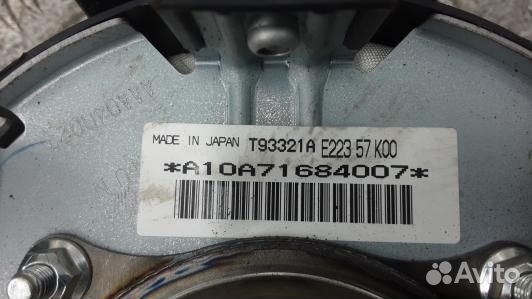 MADE IN JAPAN T93321A E223 57 K00
*A10A71684007*
Avito